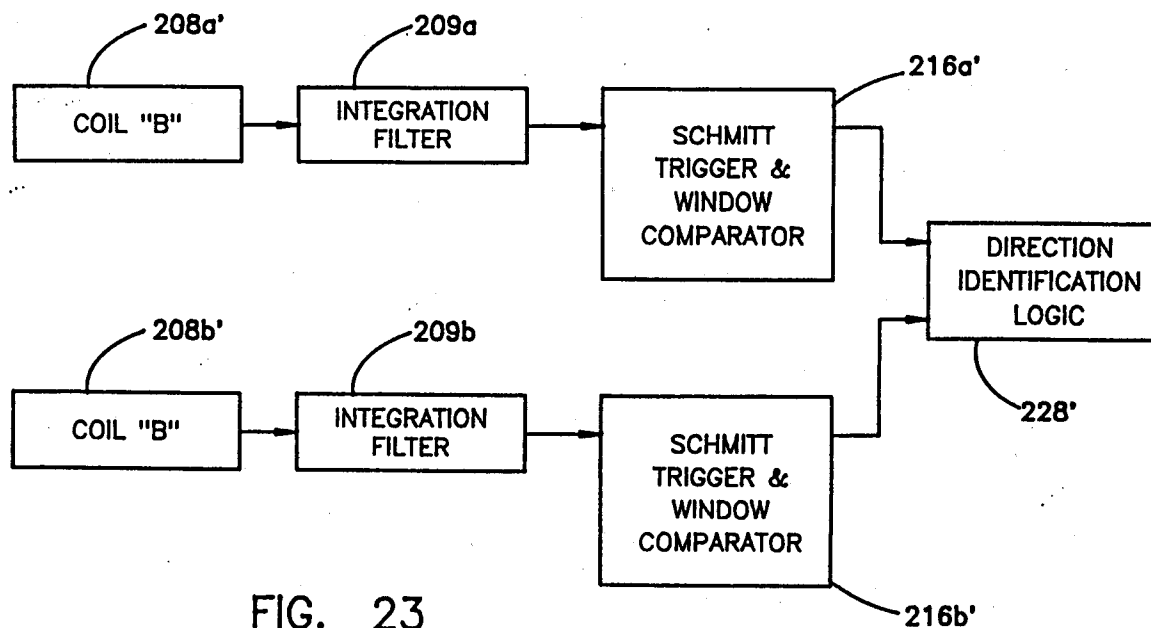 208a'
209a
216a'
COIL "B"
INTEGRATION
FILTER
SCHMITT
TRIGGER &
WINDOW
COMPARATOR
DIRECTION
IDENTIFICATION
LOGIC
208b'
209b
228'
COIL "B"
INTEGRATION
FILTER
SCHMITT
TRIGGER &
WINDOW
COMPARATOR
216b'
FIG. 23